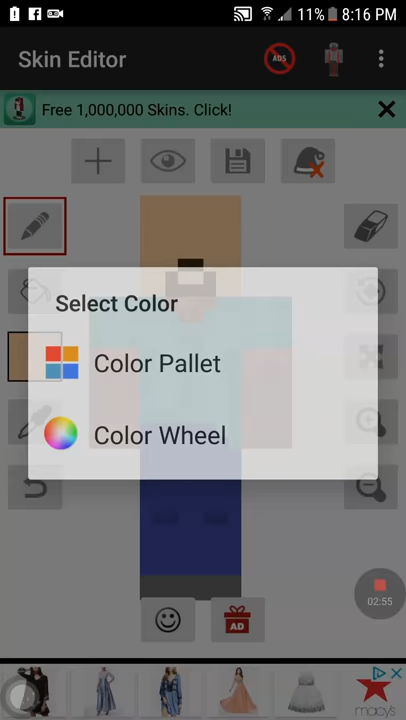 11% 8:16 PM
Skin Editor
ADS
Free 1,000,000 Skins. Click!
Select Color
Color Pallet
Color Wheel
02:55
AD
macy's